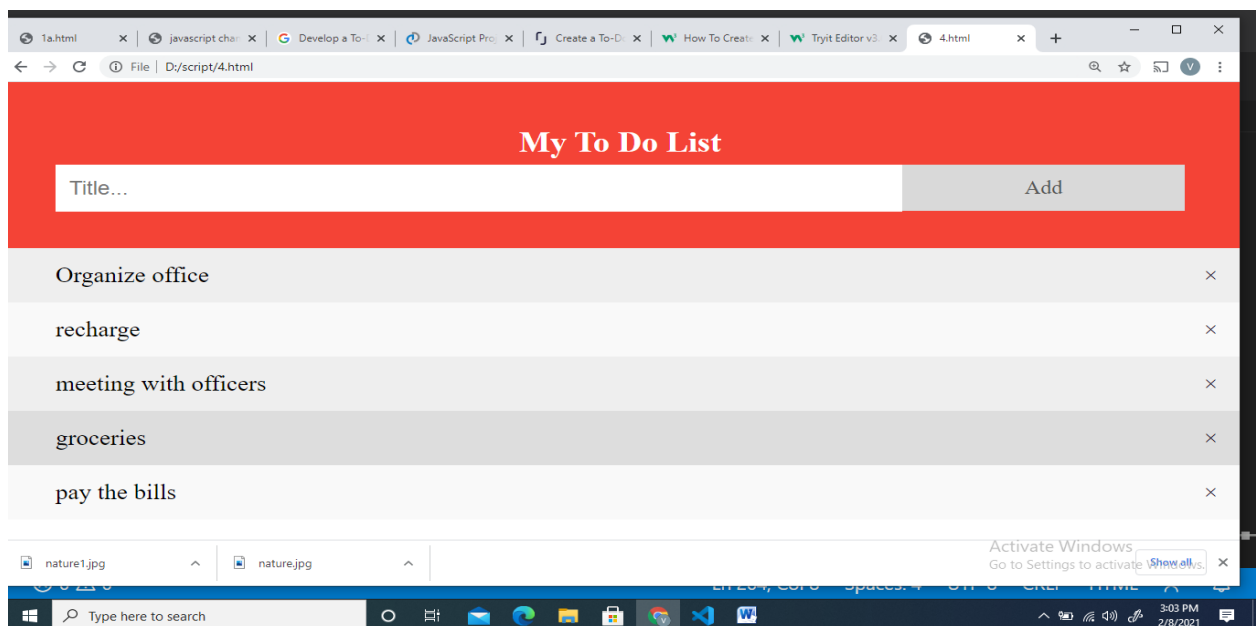 1a.html javascript char Develop a To- JavaScript Pro Create a To-Do How To Create Tryit Editor v3. 4.html
File D:/script/4.html V
My To Do List
Title... Add
Organize office ×
recharge ×
meeting with officers ×
groceries ×
pay the bills ×
Activate Windows
Go to Settings to activate Windows.
nature1.jpg nature.jpg Show all
Type here to search 3:03 PM
2/8/2021